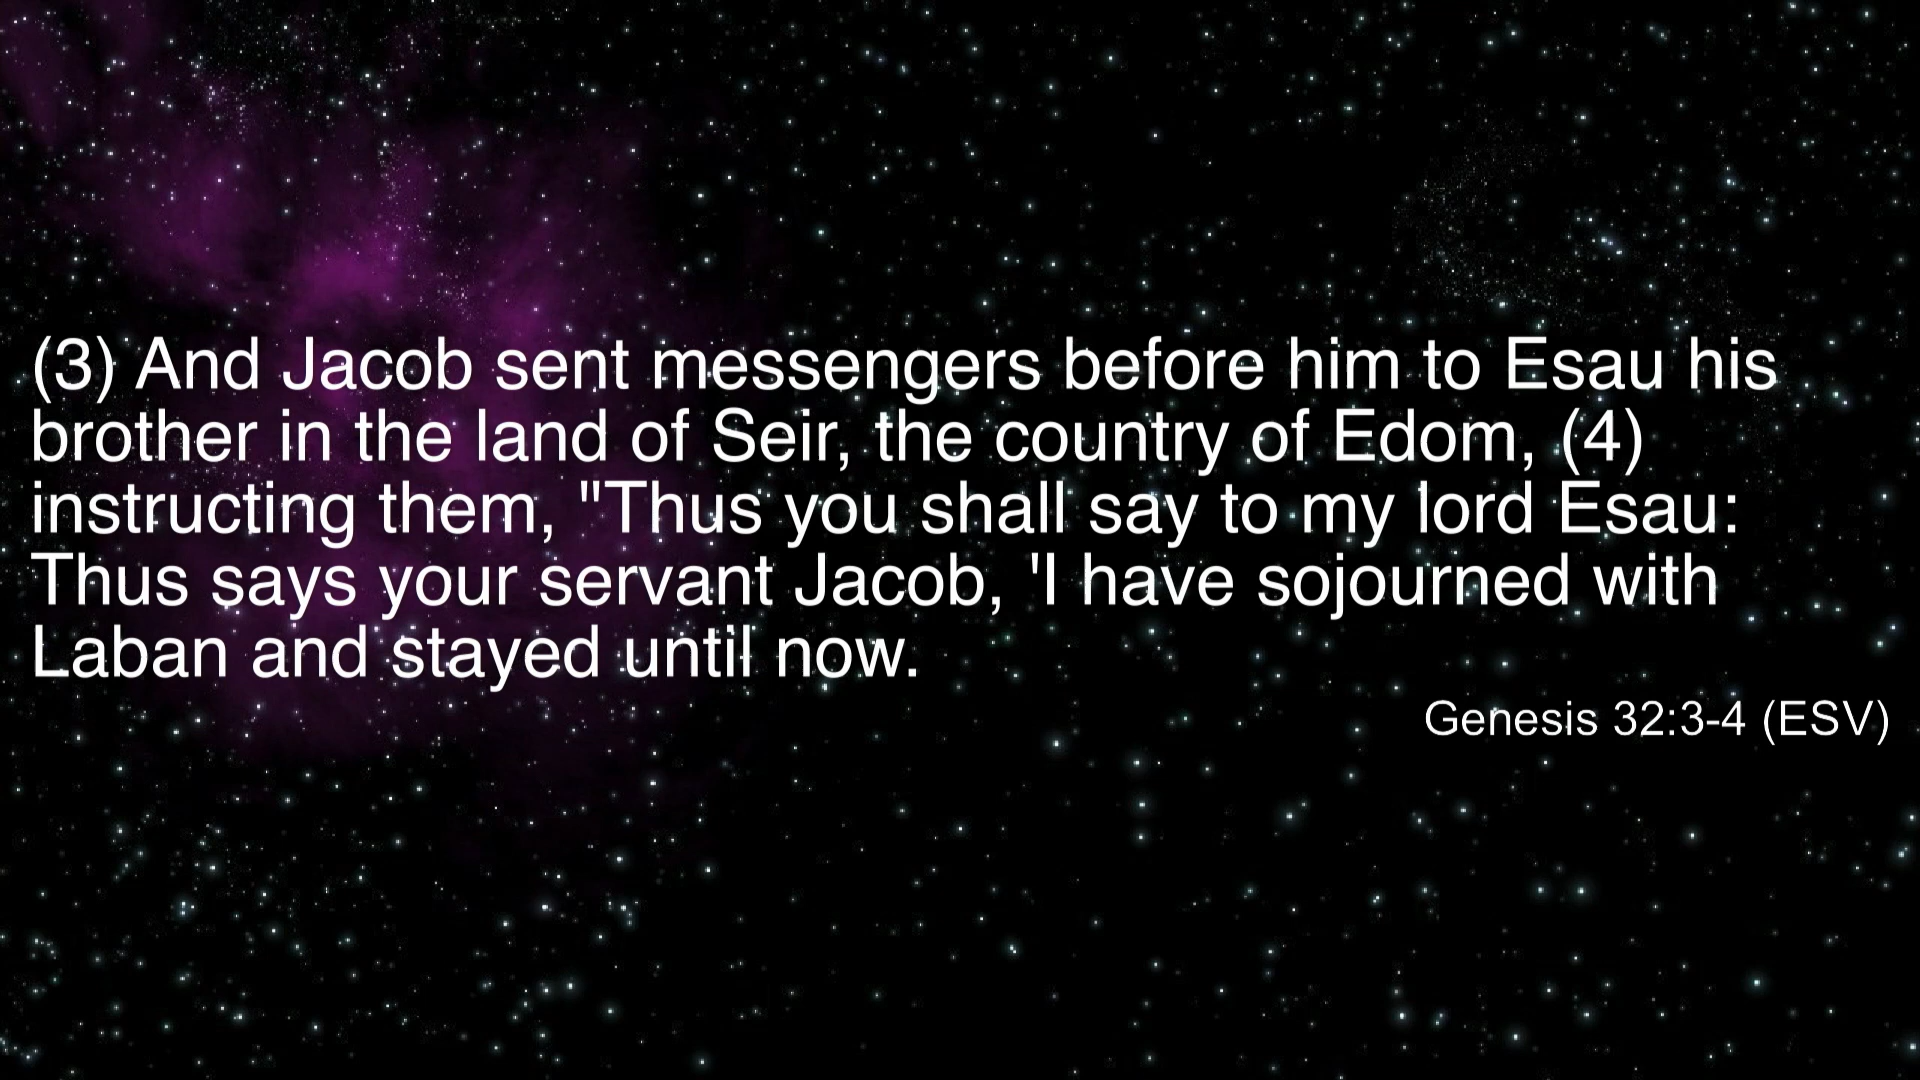 (3) And Jacob sent messengers before him to Esau his
brother in the land of Seir, the country of Edom, (4)
instructing them, "Thus you shall say to my lord Esau:
Thus says your servant Jacob, 'I have sojourned with
Laban and stayed until now.
Genesis 32:3-4 (ESV)